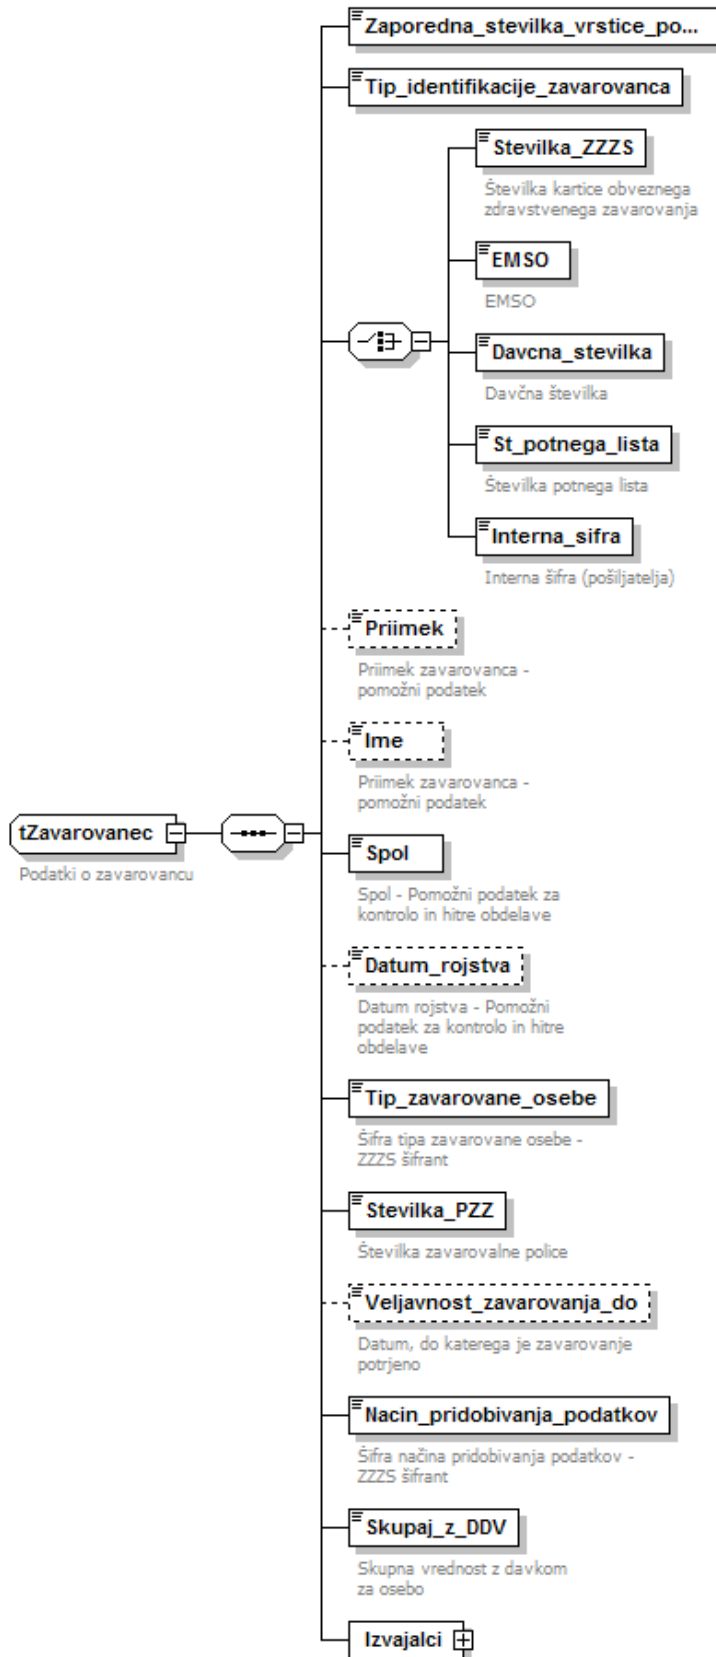 Zaporedna_stevilka_vrstice_po...
Tip_identifikacije_zavarovanca
Stevilka_ZZZS
Številka kartice obveznega
zdravstvenega zavarovanja
EMSO
EMSO
Davcna_stevilka
Davčna številka
St_potnega_lista
Številka potnega lista
Interna_sifra
Interna šifra (pošiljatelja)
Priimek
Priimek zavarovanca -
pomožni podatek
Ime
Priimek zavarovanca -
pomožni podatek
tZavarovanec
Podatki o zavarovancu
Spol
Spol - Pomožni podatek za
kontrolo in hitre obdelave
Datum_rojstva
Datum rojstva - Pomožni
podatek za kontrolo in hitre
obdelave
Tip_zavarovane_osebe
Šifra tipa zavarovane osebe -
ZZZS šifrant
Stevilka_PZZ
Številka zavarovalne police
Veljavnost_zavarovanja_do
Datum, do katerega je zavarovanje
potrjeno
Nacin_pridobivanja_podatkov
Šifra načina pridobivanja podatkov -
ZZZS šifrant
Skupaj_z_DDV
Skupna vrednost z davkom
za osebo
Izvajalci